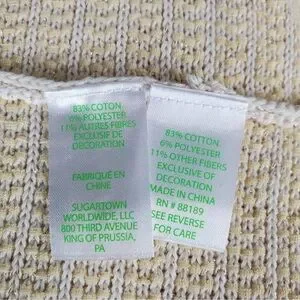 83% COTON
6% POLYESTER
11% AUTRES FIBRES
EXCLUSIF DE
DECORATION
FABRIQUÉ EN
CHINE
SUGARTOWN
WORLDWIDE, LLC
800 THIRD AVENUE
KING OF PRUSSIA,
PA
83% COTTON
6% POLYESTER
11% OTHER FIBERS
EXCLUSIVE OF
DECORATION
MADE IN CHINA
RN # 88189
SEE REVERSE
FOR CARE